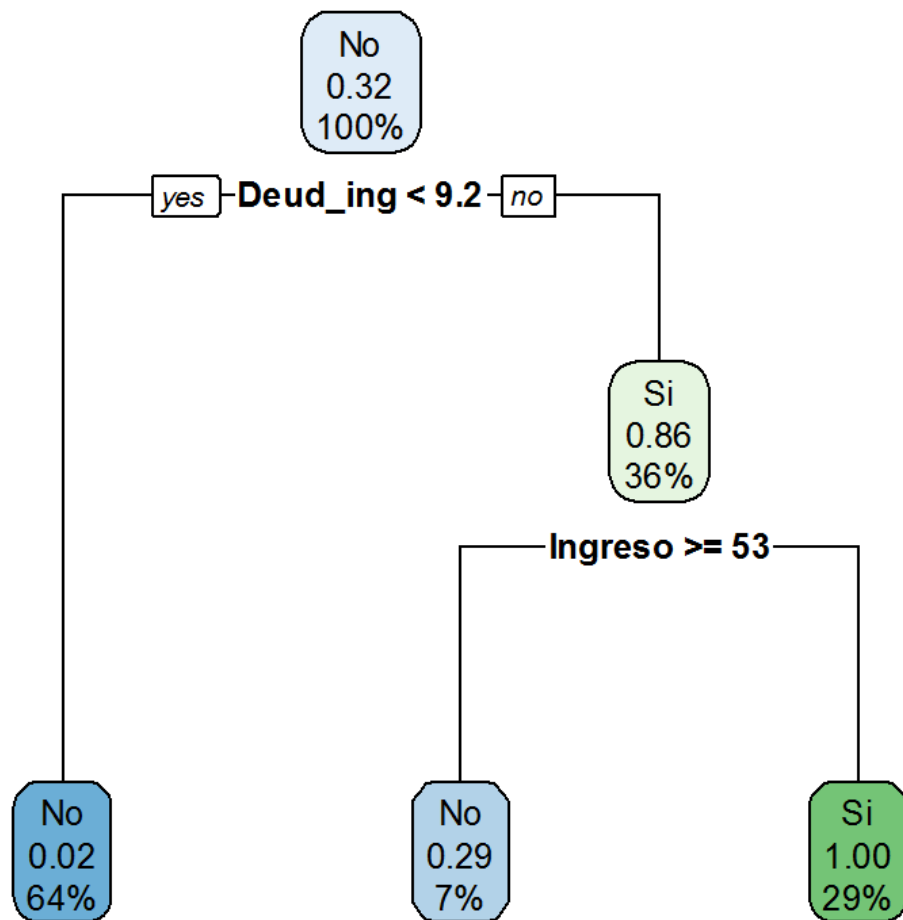 No
0.32
100%
yes Deud_ing < 9.2 no
Si
0.86
36%
Ingreso >= 53
No
0.02
64%
No
0.29
7%
Si
1.00
29%